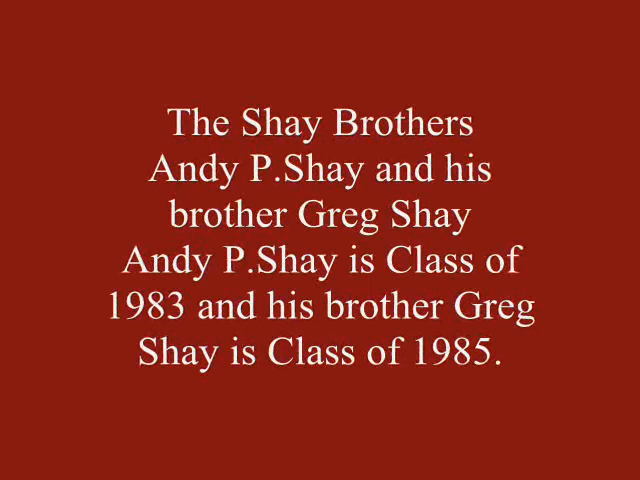 The Shay Brothers
Andy P.Shay and his
brother Greg Shay
Andy P.Shay is Class of
1983 and his brother Greg
Shay is Class of 1985.